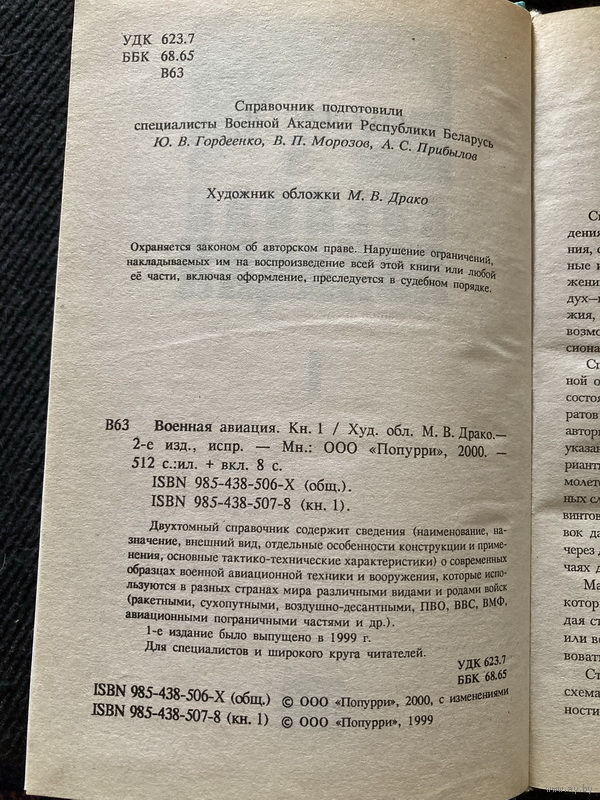 УДК 623.7
ББК 68.65
В63
Справочник подготовили
специалисты Военной Академии Республики Беларусь
Ю. В. Гордеенко, В. П. Морозов, А. С. Прибылов
Художник обложки М. В. Драко
Охраняется законом об авторском праве. Нарушение ограничений,
накладываемых им на воспроизведение всей этой книги или любой
её части, включая оформление, преследуется в судебном порядке.
В63 Военная авиация. Кн. 1 / Худ. обл. М. В. Драко.—
2-е изд., испр. — Мн.: ООО «Попурри», 2000. —
512 с.:ил. + вкл. 8 с.
ISBN 985-438-506-X (общ.).
ISBN 985-438-507-8 (кн. 1).
Двухтомный справочник содержит сведения (наименование, на-
значение, внешний вид, отдельные особенности конструкции и приме-
нения, основные тактико-технические характеристики) о современных
образцах военной авиационной техники и вооружения, которые испо-
льзуются в разных странах мира различными видами и родами войск
(ракетными, сухопутными, воздушно-десантными, ПВО, ВВС, ВМФ,
авиационными пограничными частями и др.).
1-е издание было выпущено в 1999 г.
Для специалистов и широкого круга читателей.
УДК 623.7
ББК 68.65
ISBN 985-438-506-X (общ.) © ООО «Попурри», 2000, с изменениями
ISBN 985-438-507-8 (кн. 1) © ООО «Попурри», 1999